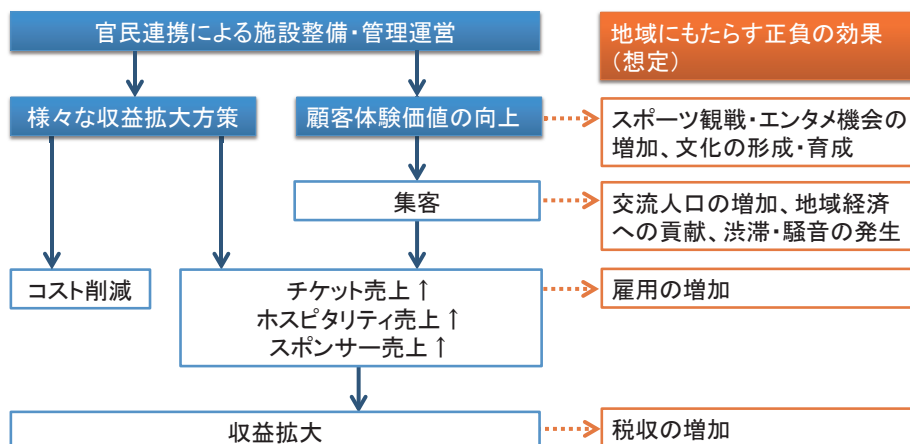 官民連携による施設整備・管理運営
地域にもたらす正負の効果
（想定）
様々な収益拡大方策
顧客体験価値の向上
スポーツ観戦・エンタメ機会の
増加、文化の形成・育成
集客
交流人口の増加、地域経済
への貢献、渋滞・騒音の発生
コスト削減
チケット売上↑
ホスピタリティ売上↑
スポンサー売上↑
雇用の増加
収益拡大
税収の増加